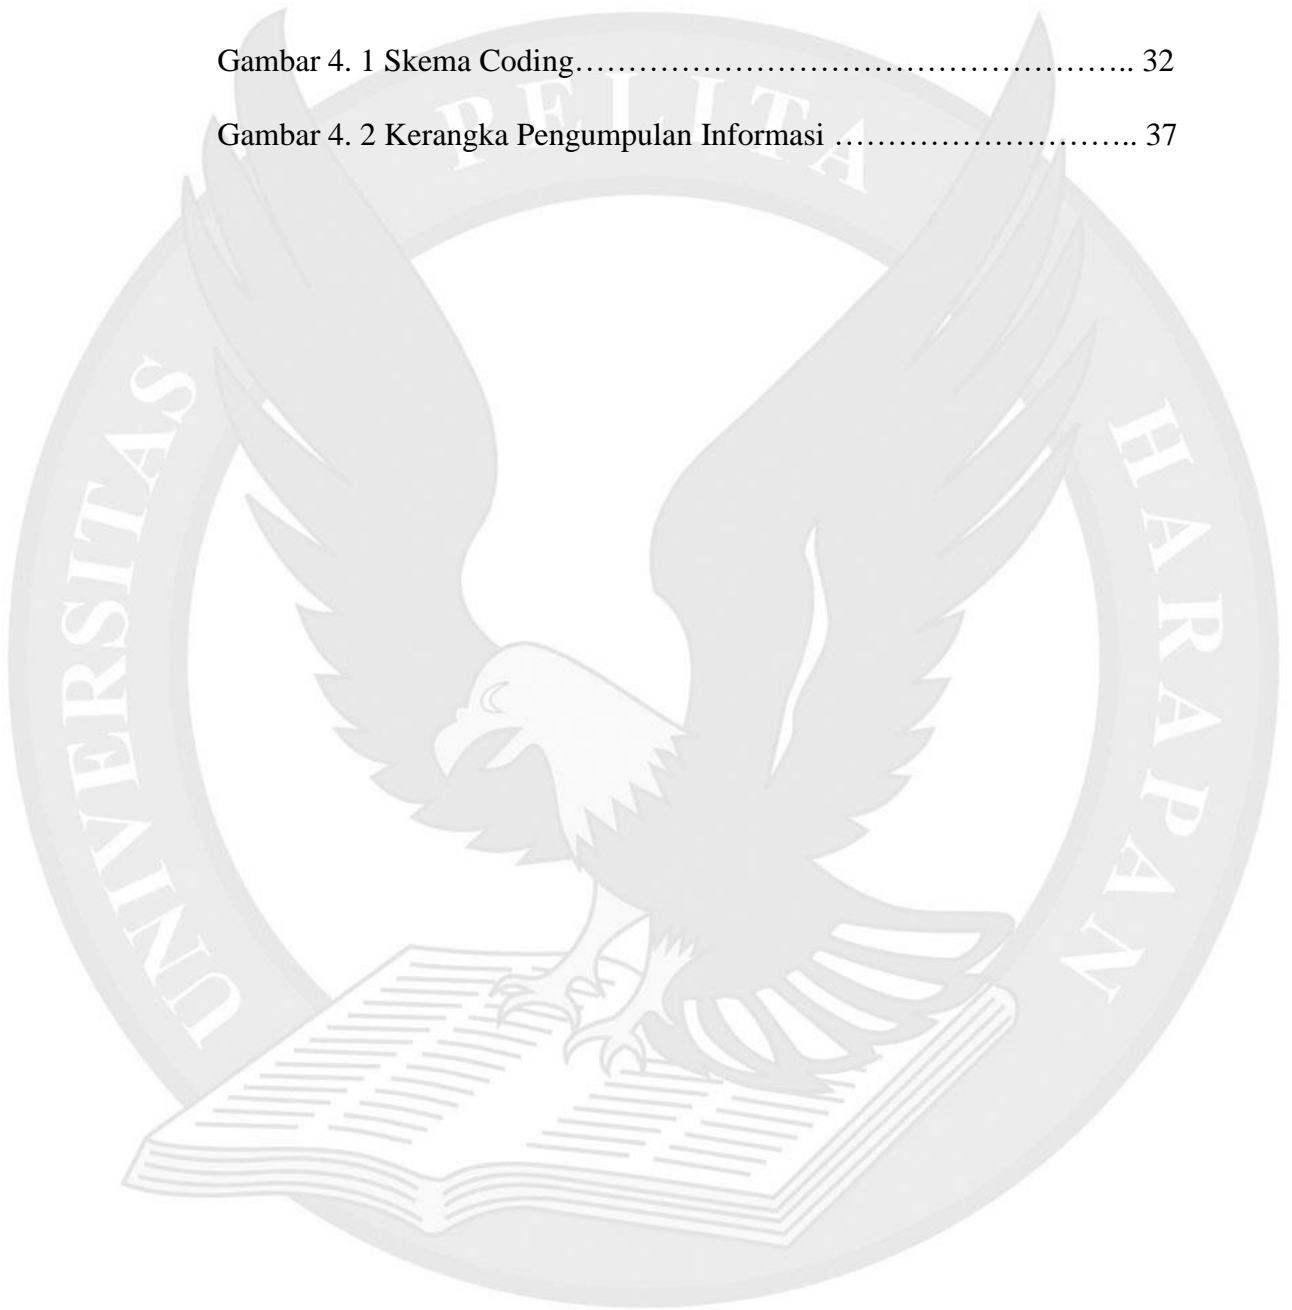 Gambar 4. 1 Skema Coding…………………………………………….. 32
Gambar 4. 2 Kerangka Pengumpulan Informasi ……………………….. 37
UNIVERSITAS PELITA HARAPAN